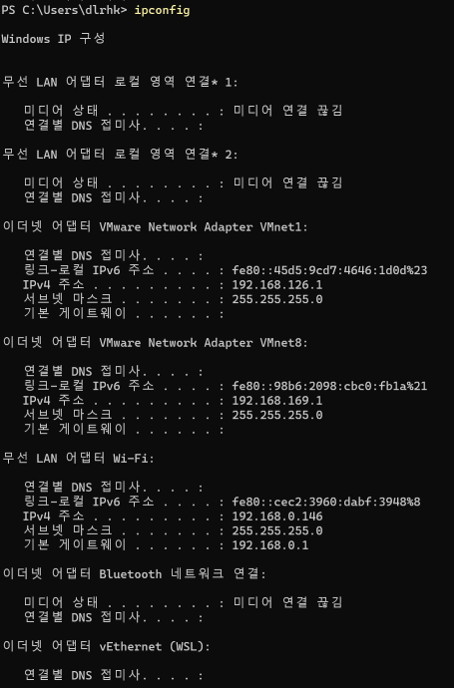 PS C:\Users\dlrhk> ipconfig
Windows IP 구성
무선 LAN 어댑터 로컬 영역 연결* 1:
미디어 상태 . . . . . . . . : 미디어 연결 끊김
연결별 DNS 접미사. . . . :
무선 LAN 어댑터 로컬 영역 연결* 2:
미디어 상태 . . . . . . . . : 미디어 연결 끊김
연결별 DNS 접미사. . . . :
이더넷 어댑터 VMware Network Adapter VMnet1:
연결별 DNS 접미사. . . . :
링크-로컬 IPv6 주소 . . . . : fe80::45d5:9cd7:4646:1d0d%23
IPv4 주소 . . . . . . . . . : 192.168.126.1
서브넷 마스크 . . . . . . . : 255.255.255.0
기본 게이트웨이 . . . . . . :
이더넷 어댑터 VMware Network Adapter VMnet8:
연결별 DNS 접미사. . . . :
링크-로컬 IPv6 주소 . . . . : fe80::98b6:2098:cbc0:fb1a%21
IPv4 주소 . . . . . . . . . : 192.168.169.1
서브넷 마스크 . . . . . . . : 255.255.255.0
기본 게이트웨이 . . . . . . :
무선 LAN 어댑터 Wi-Fi:
연결별 DNS 접미사. . . . :
링크-로컬 IPv6 주소 . . . . : fe80::cec2:3960:dabf:3948%8
IPv4 주소 . . . . . . . . . : 192.168.0.146
서브넷 마스크 . . . . . . . : 255.255.255.0
기본 게이트웨이 . . . . . . : 192.168.0.1
이더넷 어댑터 Bluetooth 네트워크 연결:
미디어 상태 . . . . . . . . : 미디어 연결 끊김
연결별 DNS 접미사. . . . :
이더넷 어댑터 vEthernet (WSL):
연결별 DNS 접미사. . . . :